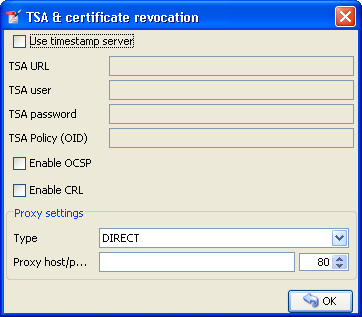 TSA & certificate revocation
Use timestamp server
TSA URL
TSA user
TSA password
TSA Policy (OID)
Enable OCSP
Enable CRL
Proxy settings
Type DIRECT
Proxy host/p... 80
OK